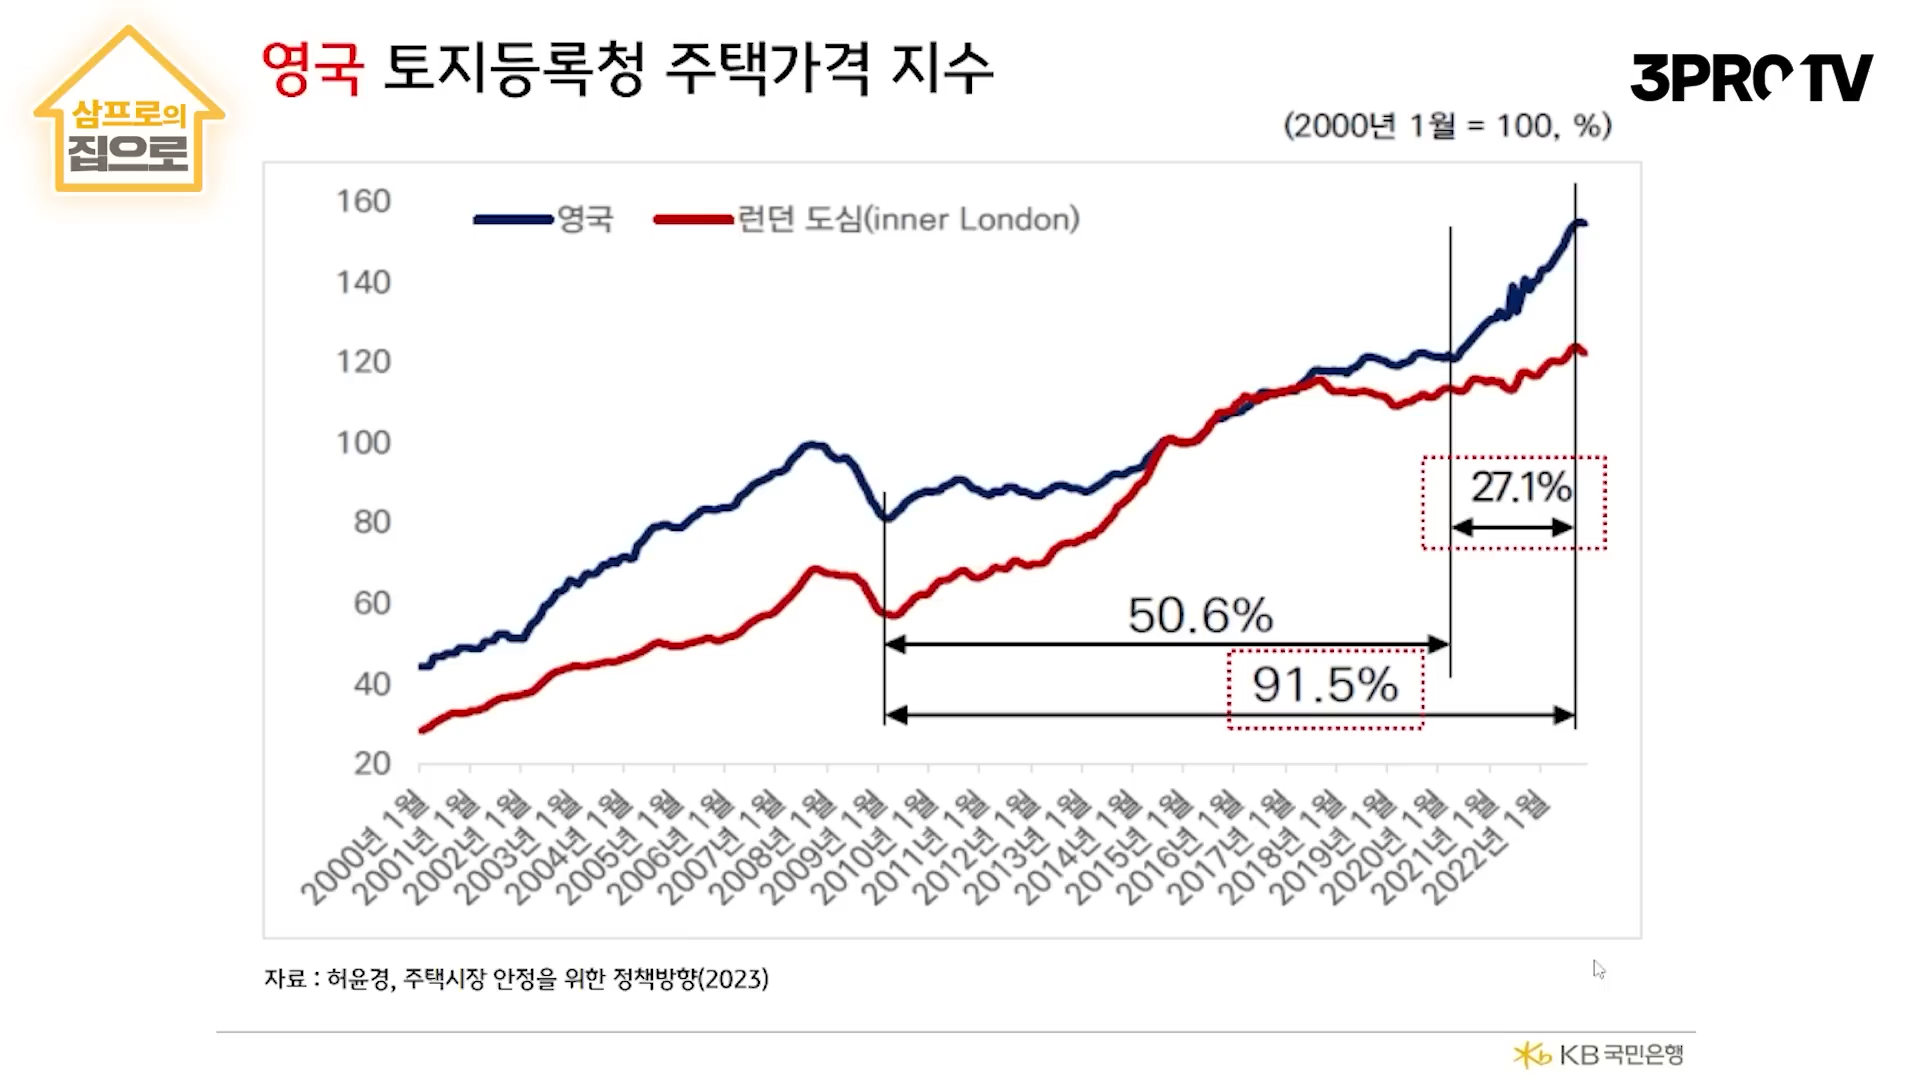 삼프로의
집으로
영국 토지등록청 주택가격 지수
3PRO TV
(2000년 1월 = 100, %)
영국
런던 도심(inner London)
160
140
120
100
80
60
40
20
27.1%
50.6%
91.5%
2000년 1월
2001년 1월
2002년 1월
2003년 1월
2004년 1월
2005년 1월
2006년 1월
2007년 1월
2008년 1월
2009년 1월
2010년 1월
2011년 1월
2012년 1월
2013년 1월
2014년 1월
2015년 1월
2016년 1월
2017년 1월
2018년 1월
2019년 1월
2020년 1월
2021년 1월
2022년 1월
자료 : 허윤경, 주택시장 안정을 위한 정책방향(2023)
KB국민은행